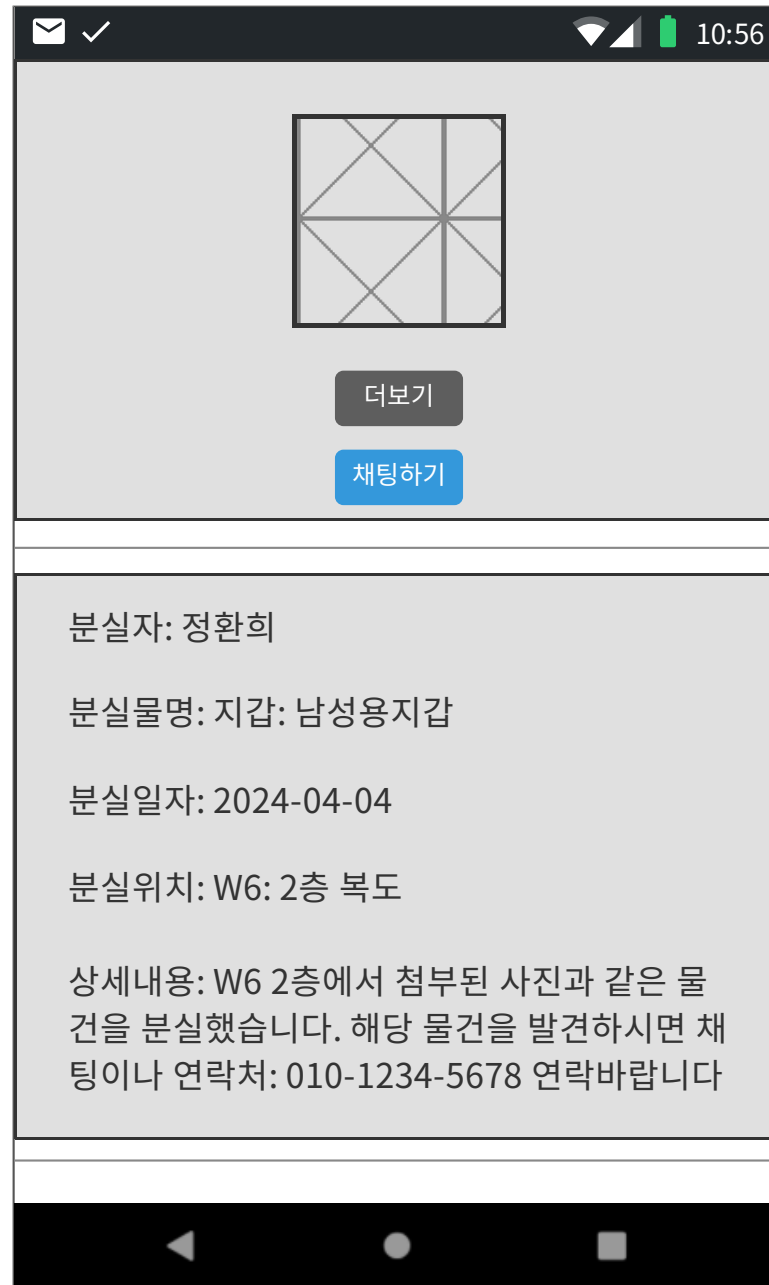 10:56
더보기
채팅하기
분실자: 정환희
분실물명: 지갑: 남성용지갑
분실일자: 2024-04-04
분실위치: W6: 2층 복도
상세내용: W6 2층에서 첨부된 사진과 같은 물
건을 분실했습니다. 해당 물건을 발견하시면 채
팅이나 연락처: 010-1234-5678 연락바랍니다